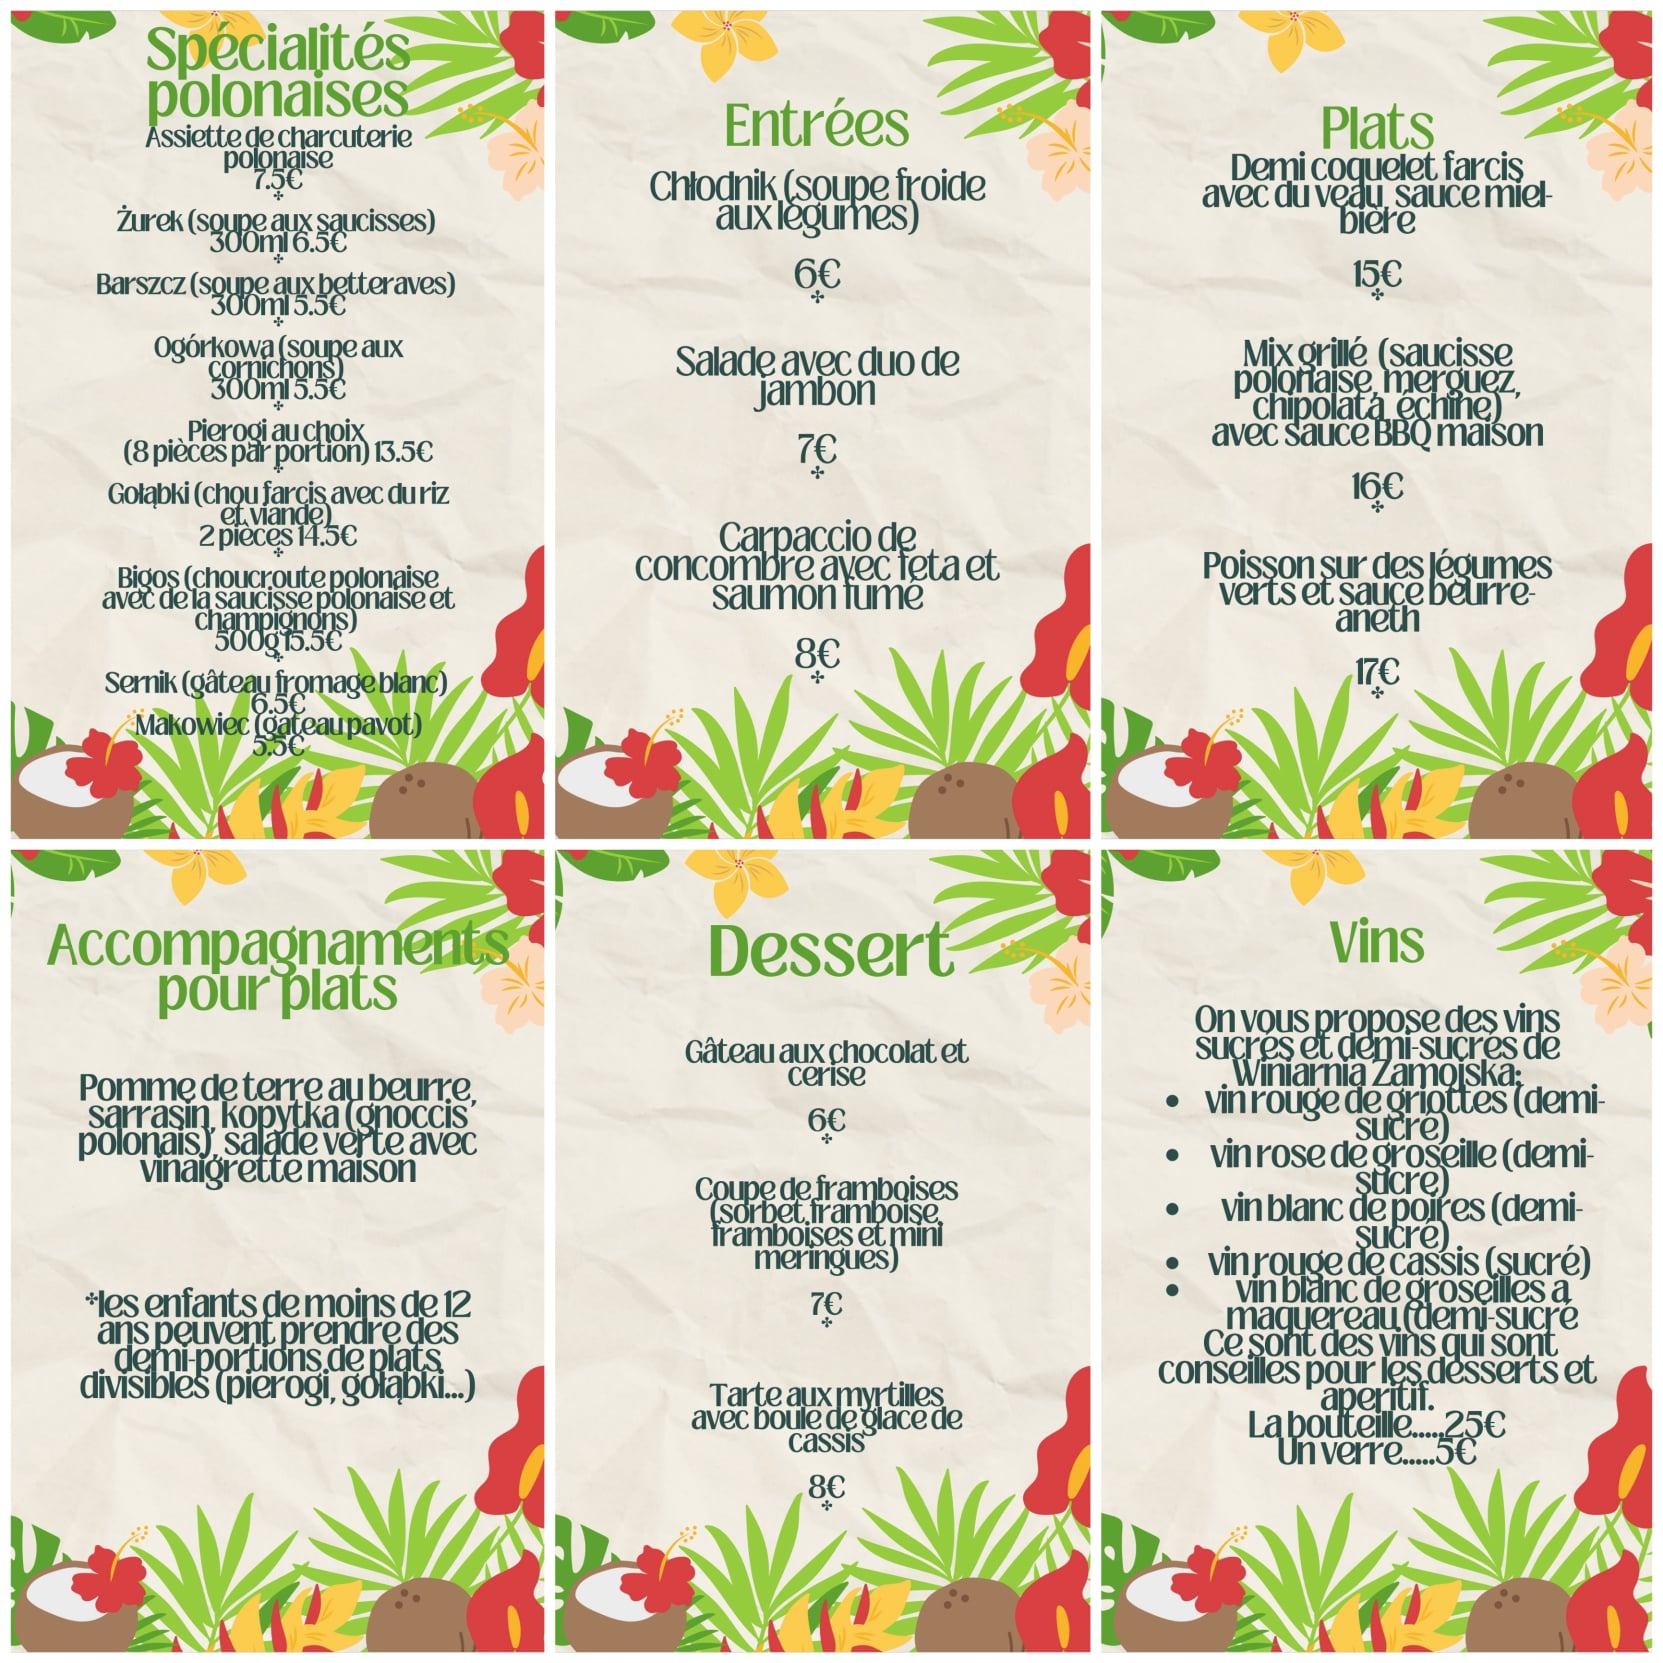 Spécialités
polonaises
Assiette de charcuterie
polonaise
7.5€
Żurek (soupe aux saucisses)
300ml 6.5€
Barszcz (soupe aux betteraves)
300ml 5.5€
Ogórkowa (soupe aux
cornichons)
300ml 5.5€
Pierogi au choix
(8 pièces par portion) 13.5€
Gołąbki (chou farcis avec du riz
et viande)
2 pièces 14.5€
Bigos (choucroute polonaise
avec de la saucisse polonaise et
champignons)
500g 15.5€
Sernik (gâteau fromage blanc)
6.5€
Makowiec (gateau pavot)
5.5€
Entrées
Chłodnik (soupe froide
aux légumes)
6€
Salade avec duo de
jambon
7€
Carpaccio de
concombre avec feta et
saumon fumé
8€
Plats
Demi coquelet farcis
avec du veau, sauce miel-
bière
15€
Mix grillé (saucisse
polonaise, merguez,
chipolata, échine)
avec sauce BBQ maison
16€
Poisson sur des légumes
verts et sauce beurre-
aneth
17€
Accompagnaments
pour plats
Pomme de terre au beurre,
sarrasin, kopytka (gnoccis
polonais), salade verte avec
vinaigrette maison
*les enfants de moins de 12
ans peuvent prendre des
demi-portions de plats
divisibles (pierogi, gołąbki...)
Dessert
Gâteau aux chocolat et
cerise
6€
Coupe de framboises
(sorbet framboise,
framboises et mini
meringues)
7€
Tarte aux myrtilles
avec boule de glace de
cassis
8€
Vins
On vous propose des vins
sucrés et demi-sucrés de
Winiarnia Zamojska:
• vin rouge de griottes (demi-
sucré)
• vin rose de groseille (demi-
sucré)
• vin blanc de poires (demi-
sucré)
• vin rouge de cassis (sucré)
• vin blanc de groseilles a
maquereau (demi-sucré
Ce sont des vins qui sont
conseilles pour les desserts et
aperitif.
La bouteille.....25€
Un verre.....5€